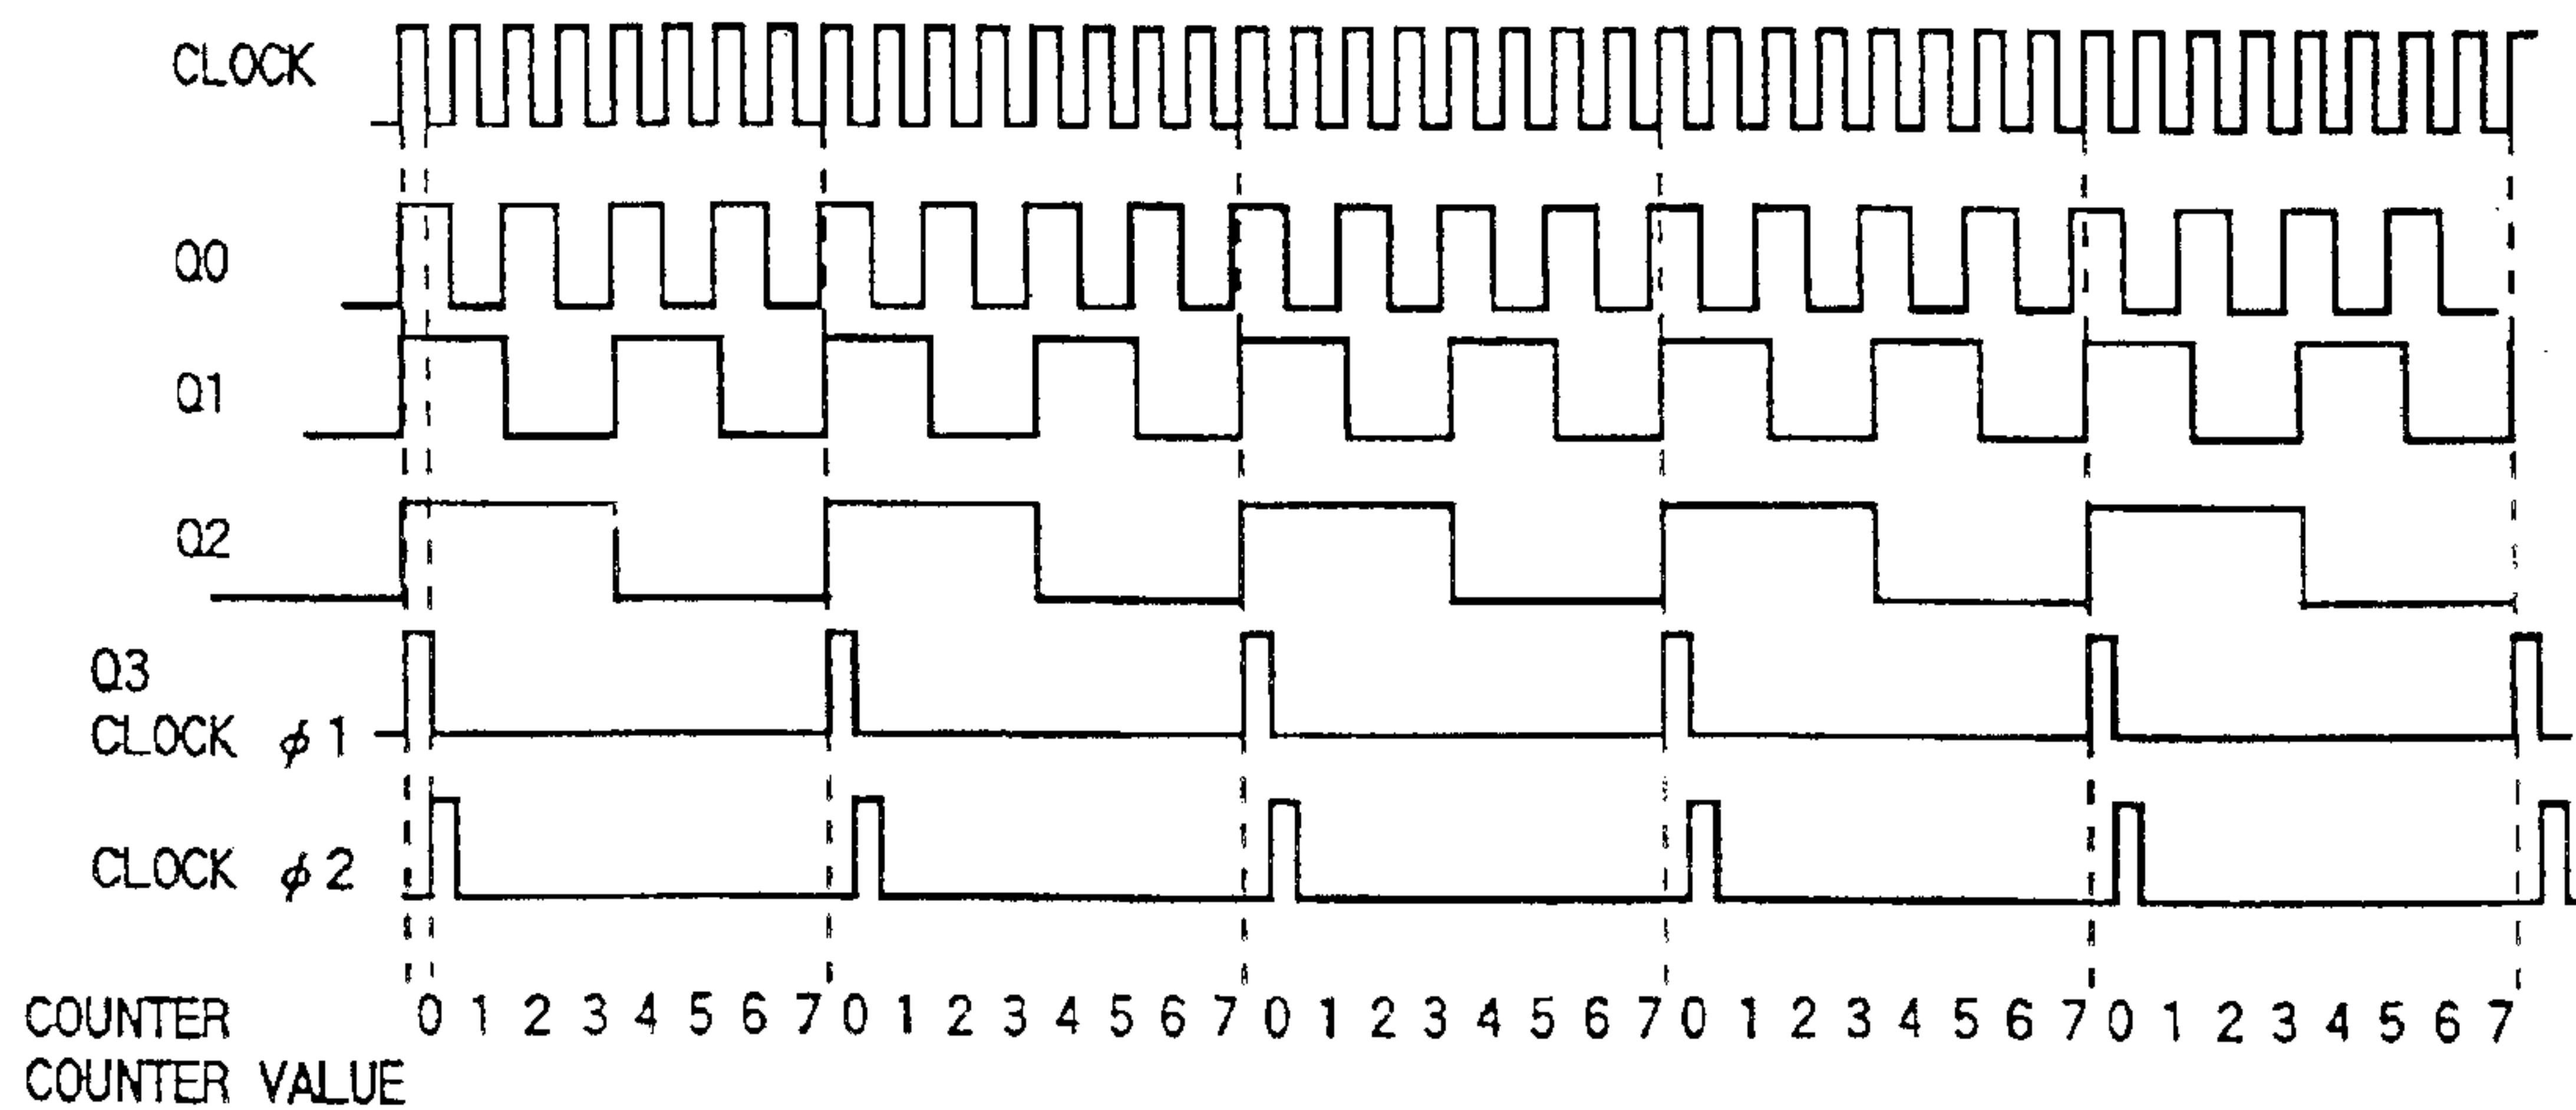 CLOCK
Q0
Q1
Q2
Q3
CLOCK φ1
CLOCK φ2
COUNTER 0 1 2 3 4 5 6 7 0 1 2 3 4 5 6 7 0 1 2 3 4 5 6 7 0 1 2 3 4 5 6 7 0 1 2 3 4 5 6 7
COUNTER VALUE